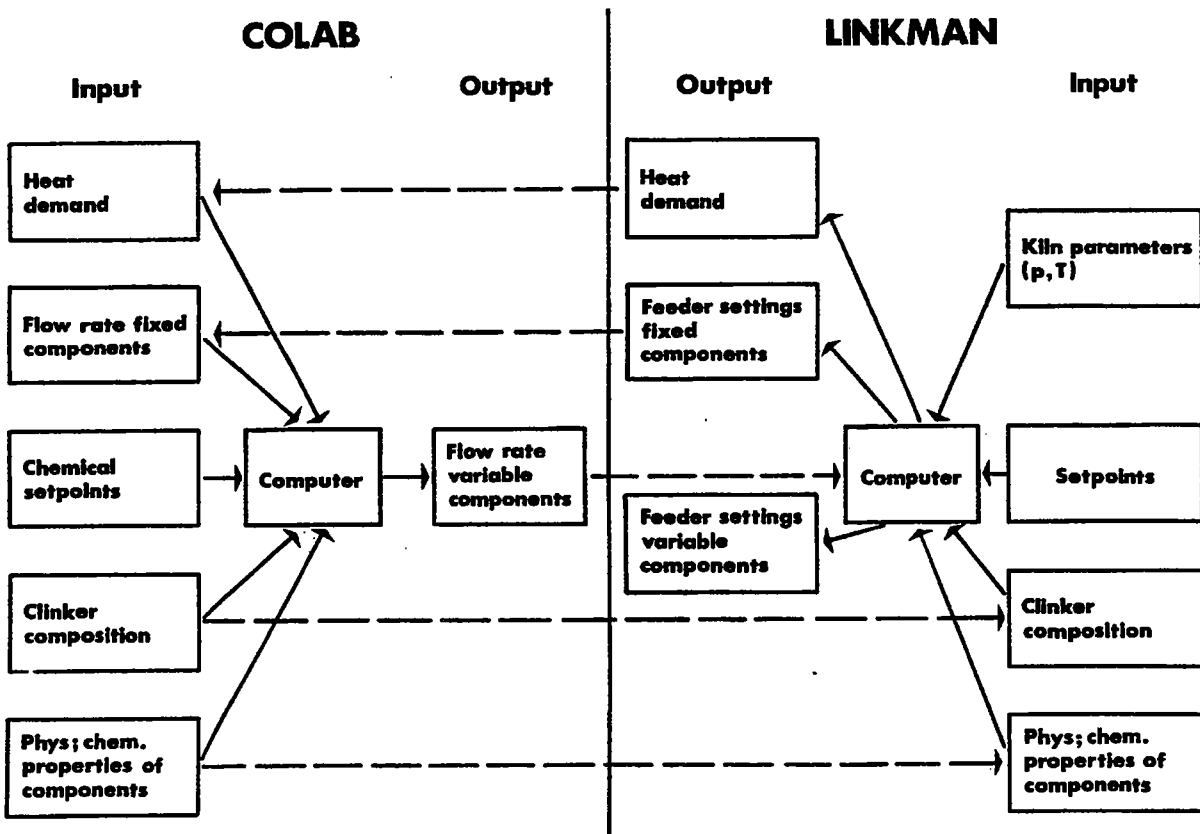 COLAB
LINKMAN
Input
Output
Output
Input
Heat
demand
Flow rate fixed
components
Chemical
setpoints
Clinker
composition
Phys; chem.
properties of
components
Computer
Flow rate
variable
components
Heat
demand
Feeder settings
fixed
components
Feeder settings
variable
components
Computer
Kiln parameters
(p,T)
Setpoints
Clinker
composition
Phys; chem.
properties of
components